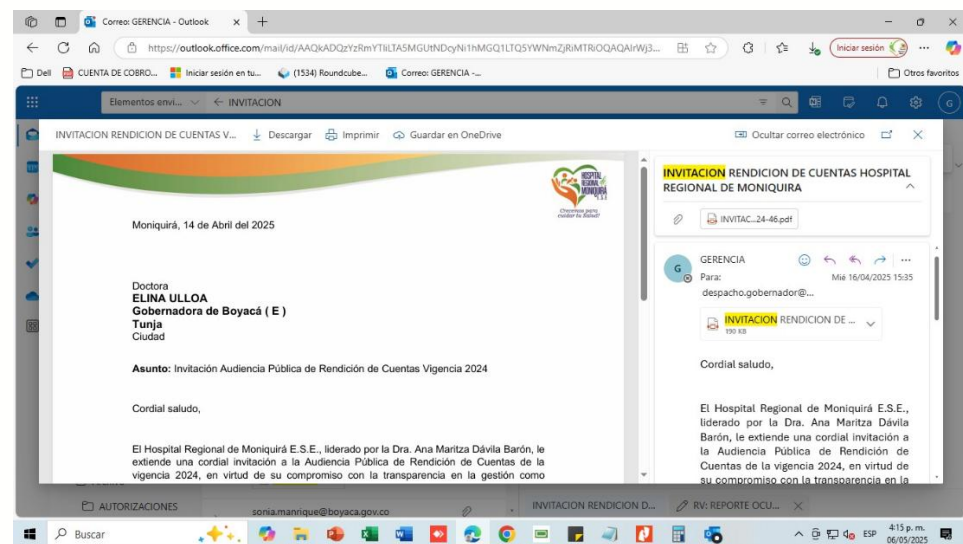 Correo: GERENCIA - Outlook
https://outlook.office.com/mail/id/AAQkADQzYzRmYTliLTA5MGUtNDcyNi1hMGQ1LTQ5YWNmZjRiMTRiOQAQAIrWj3...
Iniciar sesión
Dell
CUENTA DE COBRO...
Iniciar sesión en tu...
(1534) Roundcube...
Correo: GERENCIA -...
Otros favoritos
Elementos envi...
INVITACION
G
INVITACION RENDICION DE CUENTAS V...
Descargar
Imprimir
Guardar en OneDrive
Ocultar correo electrónico
HOSPITAL
REGIONAL DE
MONIQUIRÁ
E.S.E
Crecemos para
cuidar tu Salud!
Moniquirá, 14 de Abril del 2025
Doctora
ELINA ULLOA
Gobernadora de Boyacá ( E )
Tunja
Ciudad
Asunto: Invitación Audiencia Pública de Rendición de Cuentas Vigencia 2024
Cordial saludo,
El Hospital Regional de Moniquirá E.S.E., liderado por la Dra. Ana Maritza Dávila Barón, le
extiende una cordial invitación a la Audiencia Pública de Rendición de Cuentas de la
vigencia 2024, en virtud de su compromiso con la transparencia en la gestión como
INVITACION RENDICION DE CUENTAS HOSPITAL
REGIONAL DE MONIQUIRA
INVITAC...24-46.pdf
G
GERENCIA
Para:
Mié 16/04/2025 15:35
despacho.gobernador@...
INVITACION RENDICION DE ...
190 KB
Cordial saludo,
El Hospital Regional de Moniquirá E.S.E.,
liderado por la Dra. Ana Maritza Dávila
Barón, le extiende una cordial invitación a
la Audiencia Pública de Rendición de
Cuentas de la vigencia 2024, en virtud de
su compromiso con la transparencia en la
AUTORIZACIONES
sonia.manrique@boyaca.gov.co
INVITACION RENDICION D...
RV: REPORTE OCU...
Buscar
ESP
4:15 p. m.
06/05/2025